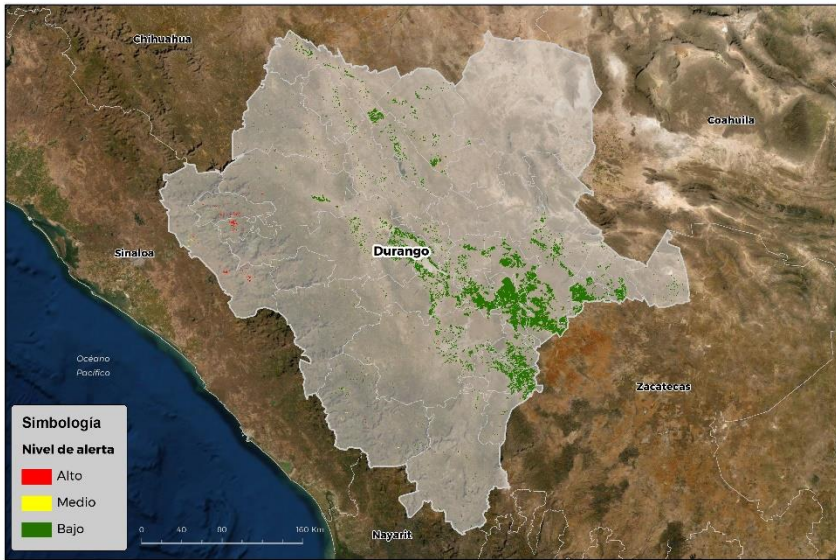 Chihuahua
Coahuila
Sinaloa
Durango
Océano
Pacífico
Zacatecas
Nayarit
Simbología
Nivel de alerta
Alto
Medio
Bajo
0 40 80 160 Km